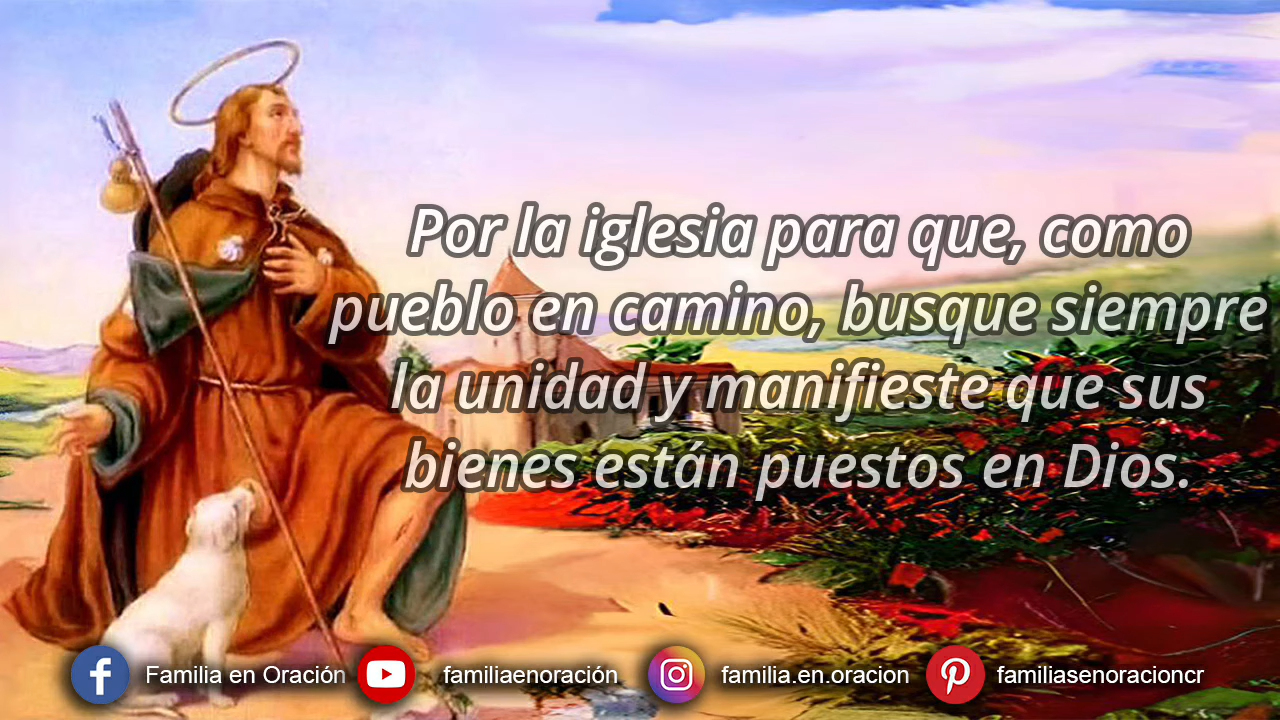 Por la iglesia para que, como
pueblo en camino, busque siempre
la unidad y manifieste que sus
bienes están puestos en Dios.
Familia en Oración
familiaenoración
familia.en.oracion
familiasenoracioncr